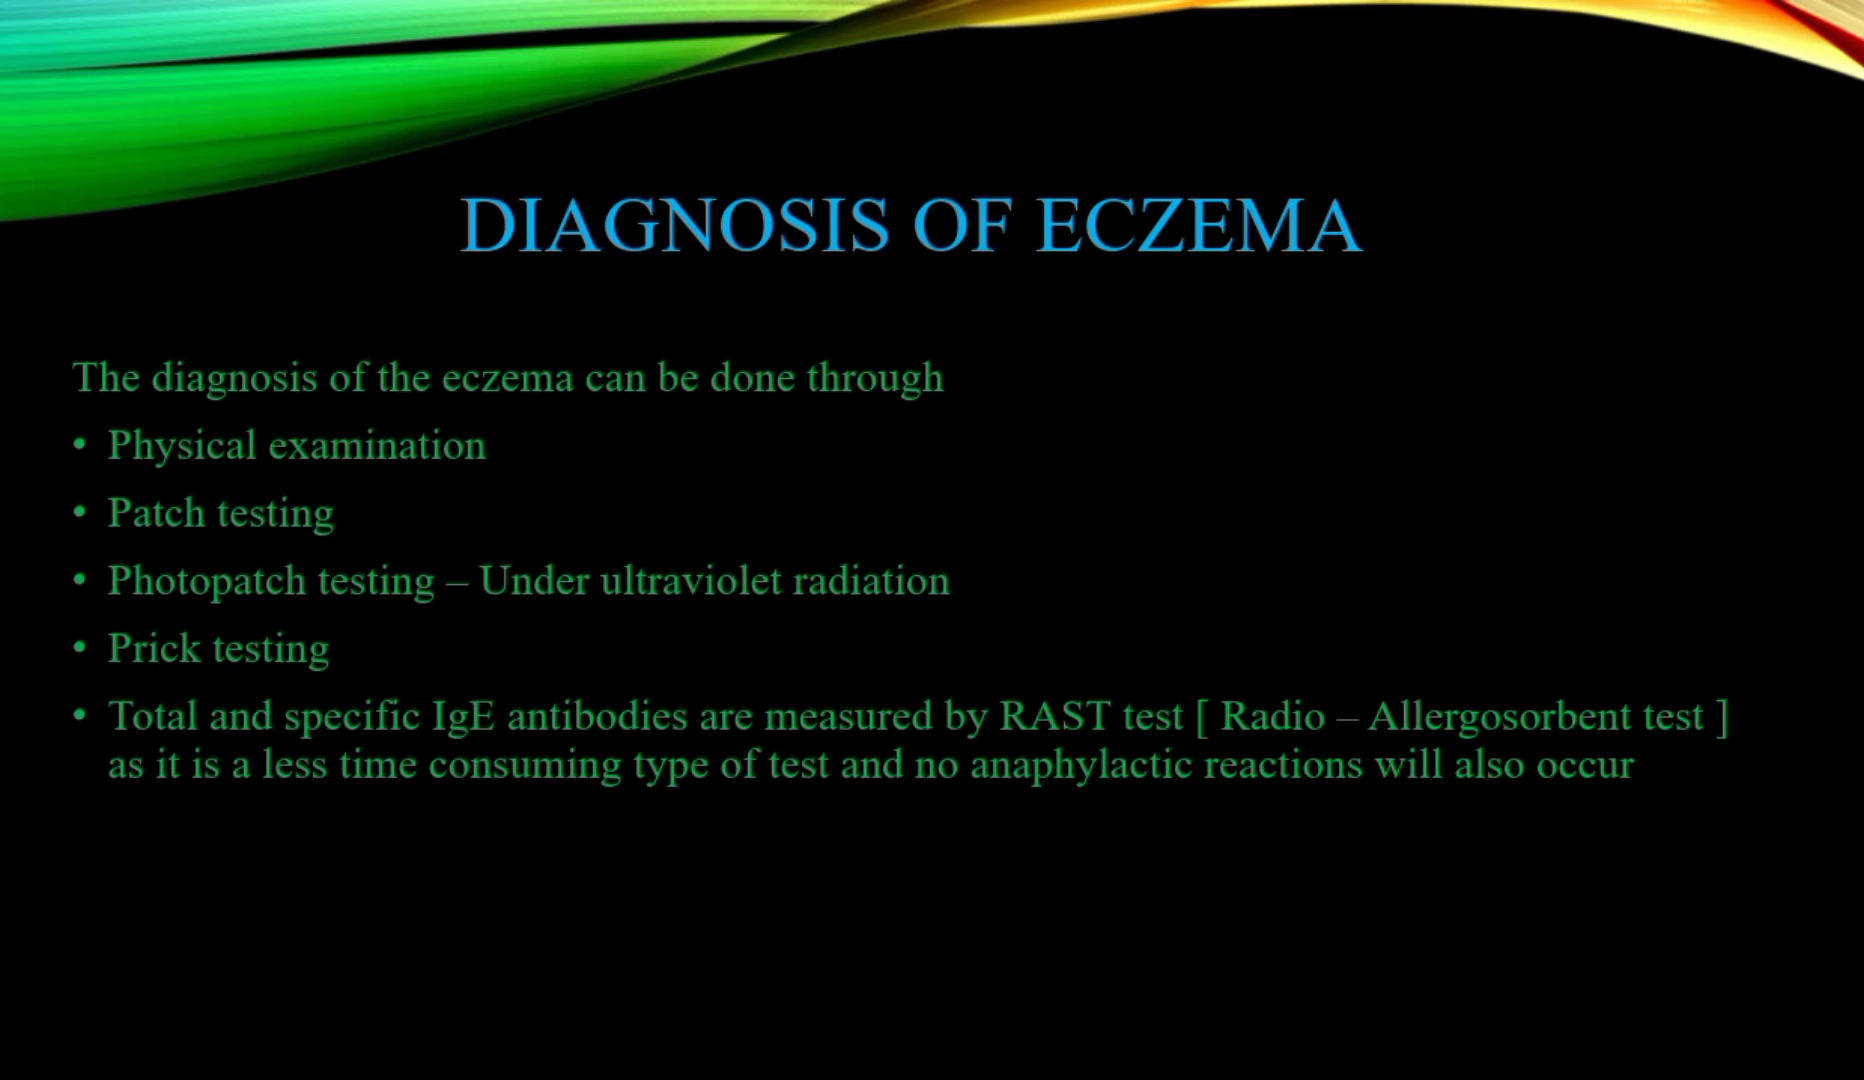 DIAGNOSIS OF ECZEMA
The diagnosis of the eczema can be done through
• Physical examination
• Patch testing
• Photopatch testing – Under ultraviolet radiation
• Prick testing
• Total and specific IgE antibodies are measured by RAST test [ Radio – Allergosorbent test ]
as it is a less time consuming type of test and no anaphylactic reactions will also occur